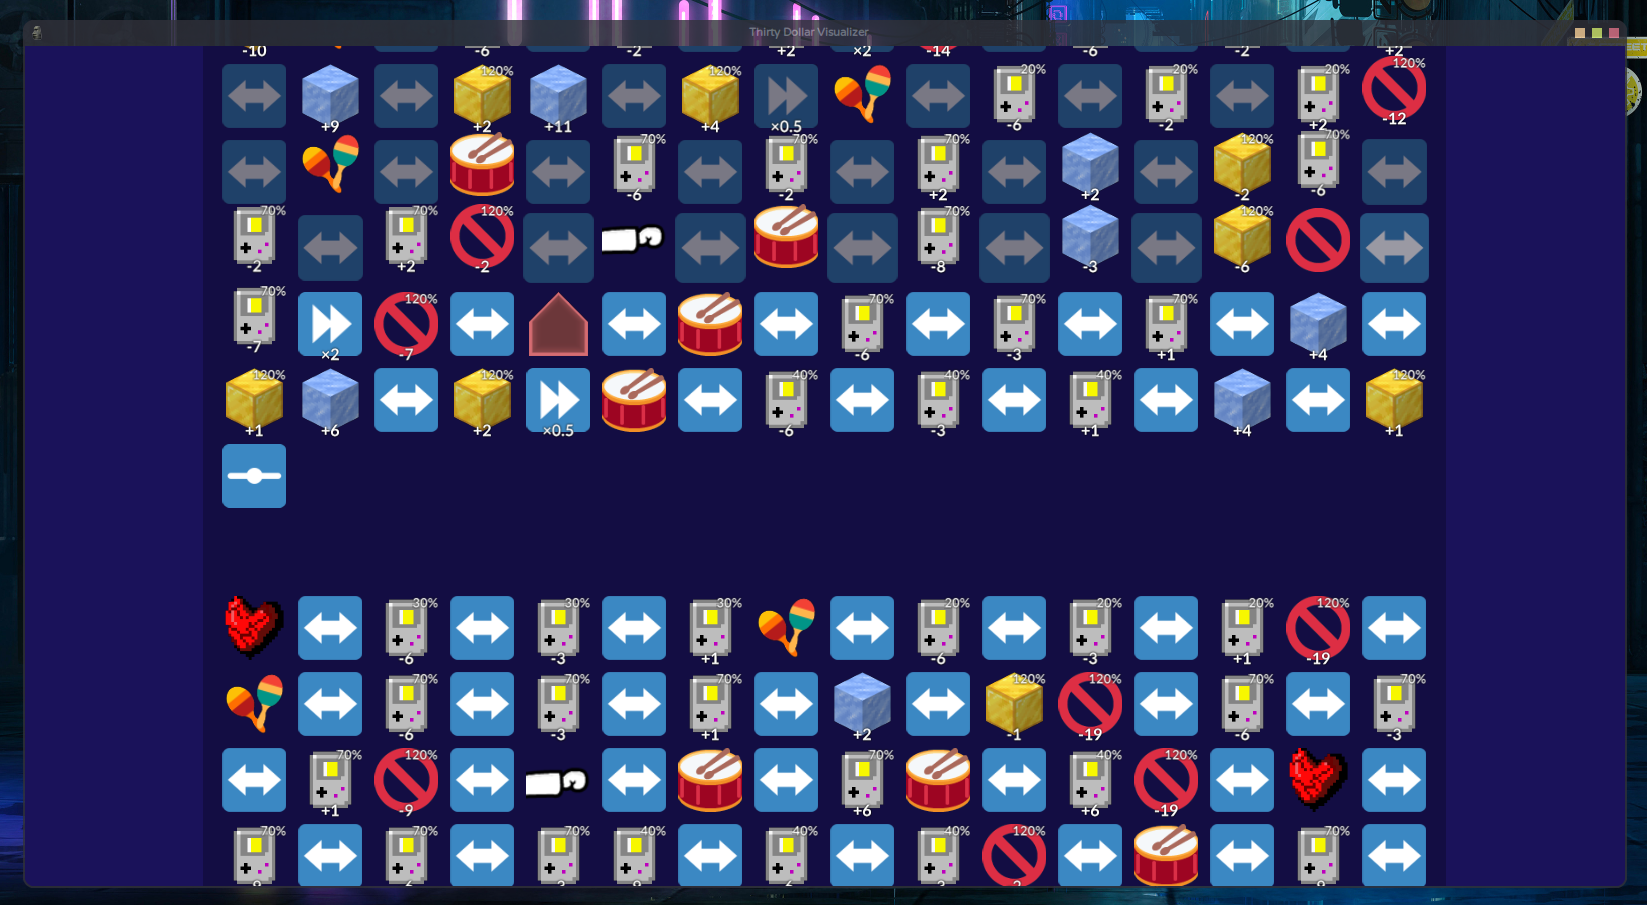 Thirty Dollar Visualizer
-10 -6 -2 +2 ×2 -14 -6 -2 +2
120% 120% 20% 20% 20% 120%
+9 +2 +11 +4 ×0.5 -6 -2 +2 -12
70% 70% 70% 120% 70%
-6 -2 +2 +2 -2 -6
70% 70% 120% 70% 120%
-2 +2 -2 -8 -3 -6
70% 120% 70% 70% 70%
-7 ×2 -7 -6 -3 +1 +4
120% 120% 40% 40% 40% 120%
+1 +6 +2 ×0.5 -6 -3 +1 +4 +1
30% 30% 30% 20% 20% 20% 120%
-6 -3 +1 -6 -3 +1 -19
70% 70% 70% 120% 120% 70% 70%
-6 -3 +1 +2 -1 -19 -6 -3
70% 120% 70% 40% 120%
+1 -9 +6 +6 -19
70% 70% 70% 40% 40% 40% 120% 70%